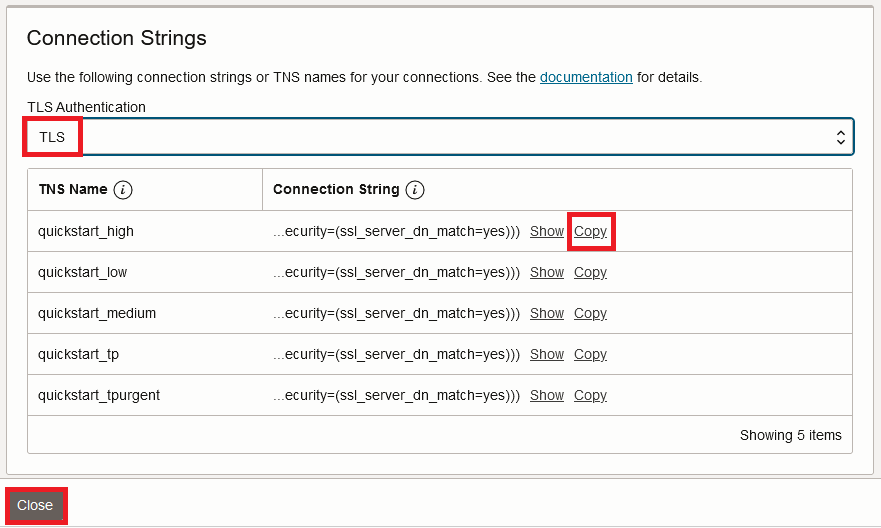 Connection Strings
Use the following connection strings or TNS names for your connections. See the documentation for details.
TLS Authentication
TLS
TNS Name i Connection String i
quickstart_high ...ecurity=(ssl_server_dn_match=yes))) Show Copy
quickstart_low ...ecurity=(ssl_server_dn_match=yes))) Show Copy
quickstart_medium ...ecurity=(ssl_server_dn_match=yes))) Show Copy
quickstart_tp ...ecurity=(ssl_server_dn_match=yes))) Show Copy
quickstart_tpurgent ...ecurity=(ssl_server_dn_match=yes))) Show Copy
Showing 5 items
Close